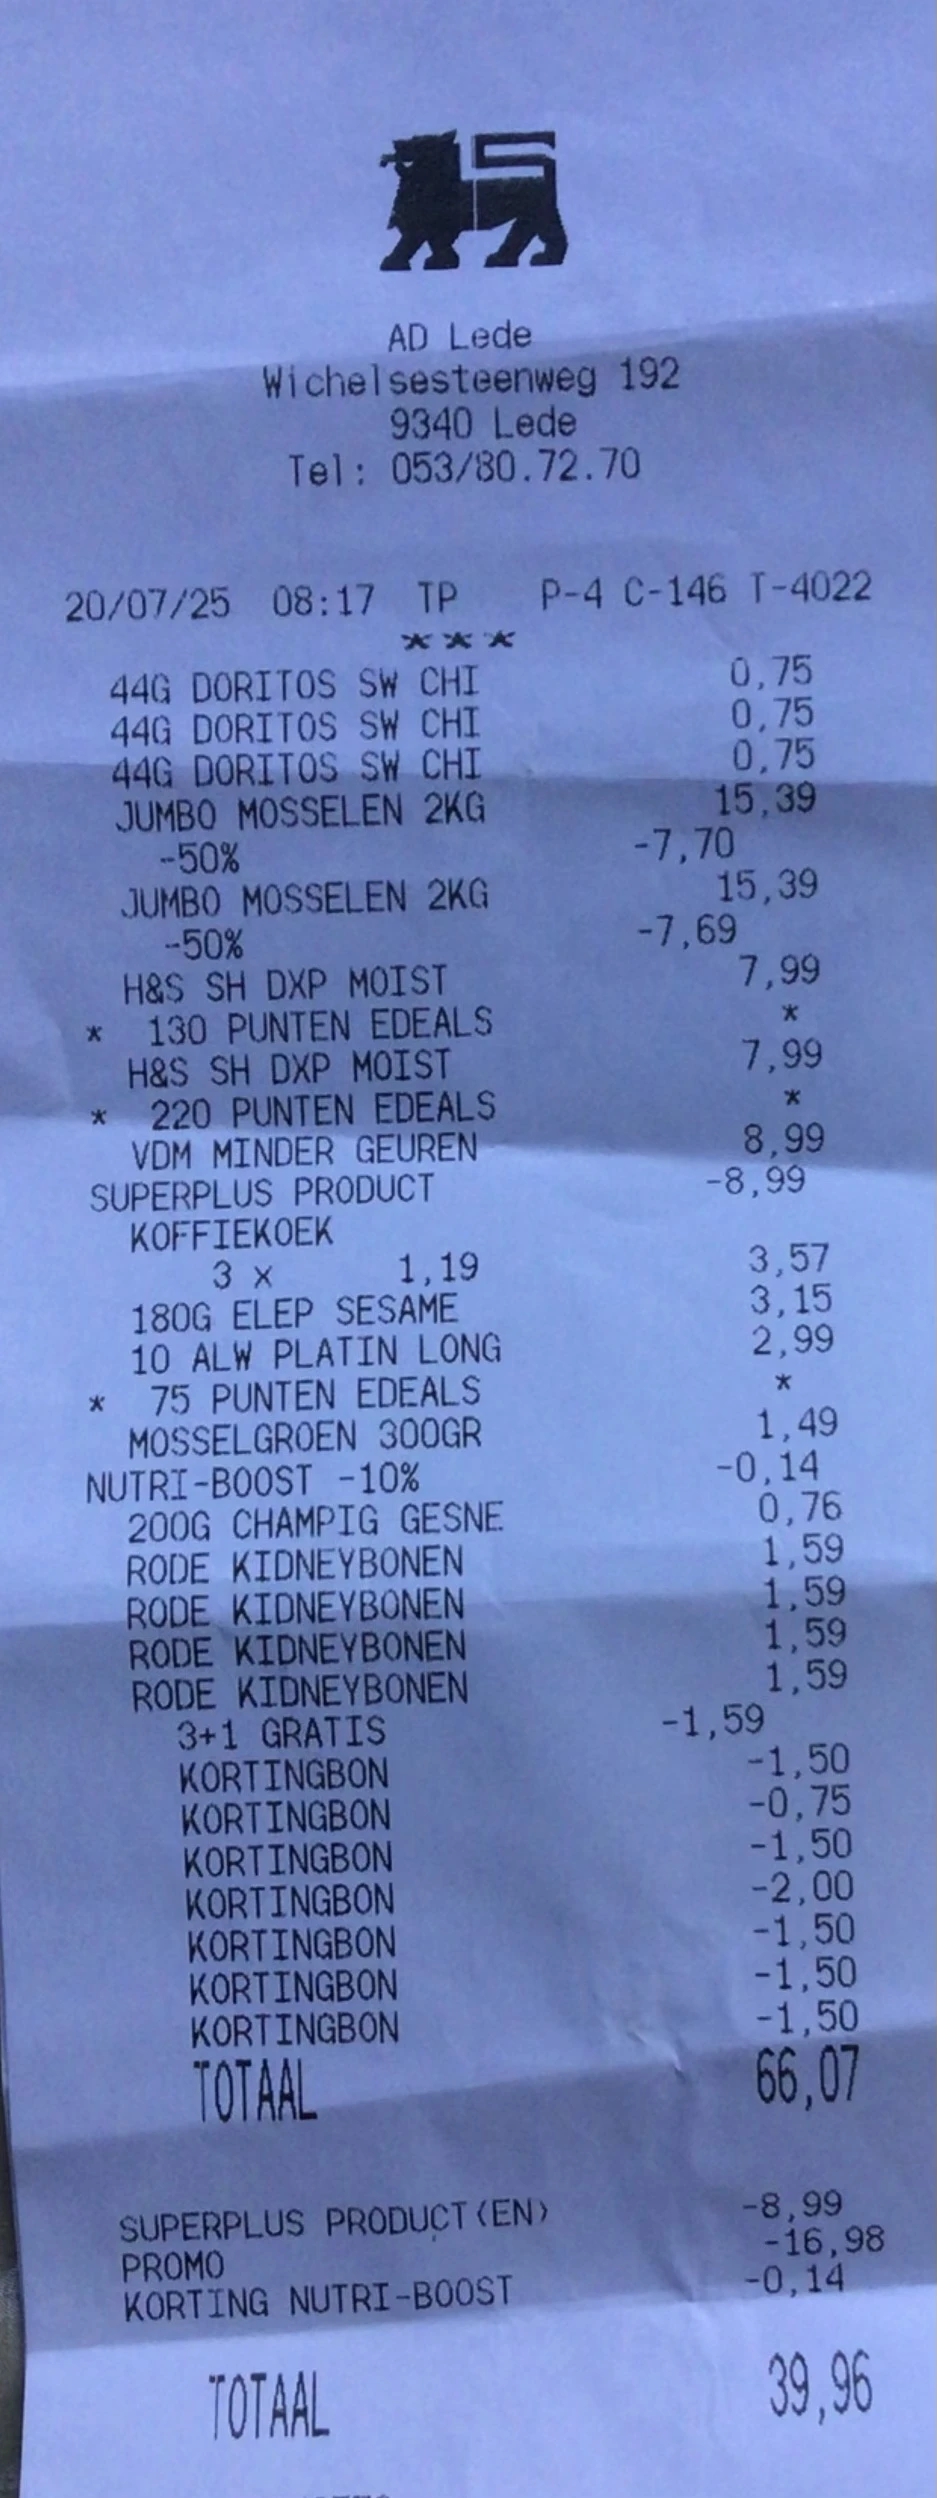 AD Lede
Wichelsesteenweg 192
9340 Lede
Tel: 053/80.72.70
20/07/25 08:17 TP P-4 C-146 T-4022
***
44G DORITOS SW CHI 0,75
44G DORITOS SW CHI 0,75
44G DORITOS SW CHI 0,75
JUMBO MOSSELEN 2KG 15,39
-50% -7,70
JUMBO MOSSELEN 2KG 15,39
-50% -7,69
H&S SH DXP MOIST 7,99
* 130 PUNTEN EDEALS *
H&S SH DXP MOIST 7,99
* 220 PUNTEN EDEALS *
VDM MINDER GEUREN 8,99
SUPERPLUS PRODUCT -8,99
KOFFIEKOEK
3 x 1,19 3,57
180G ELEP SESAME 3,15
10 ALW PLATIN LONG 2,99
* 75 PUNTEN EDEALS *
MOSSELGROEN 300GR 1,49
NUTRI-BOOST -10% -0,14
200G CHAMPIG GESNE 0,76
RODE KIDNEYBONEN 1,59
RODE KIDNEYBONEN 1,59
RODE KIDNEYBONEN 1,59
RODE KIDNEYBONEN 1,59
3+1 GRATIS -1,59
KORTINGBON -1,50
KORTINGBON -0,75
KORTINGBON -1,50
KORTINGBON -2,00
KORTINGBON -1,50
KORTINGBON -1,50
KORTINGBON -1,50
TOTAAL 66,07
SUPERPLUS PRODUCT(EN) -8,99
PROMO -16,98
KORTING NUTRI-BOOST -0,14
TOTAAL 39,96